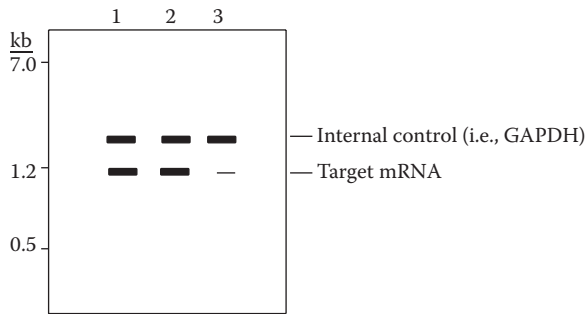 1 2 3
kb
7.0
Internal control (i.e., GAPDH)
1.2
Target mRNA
0.5